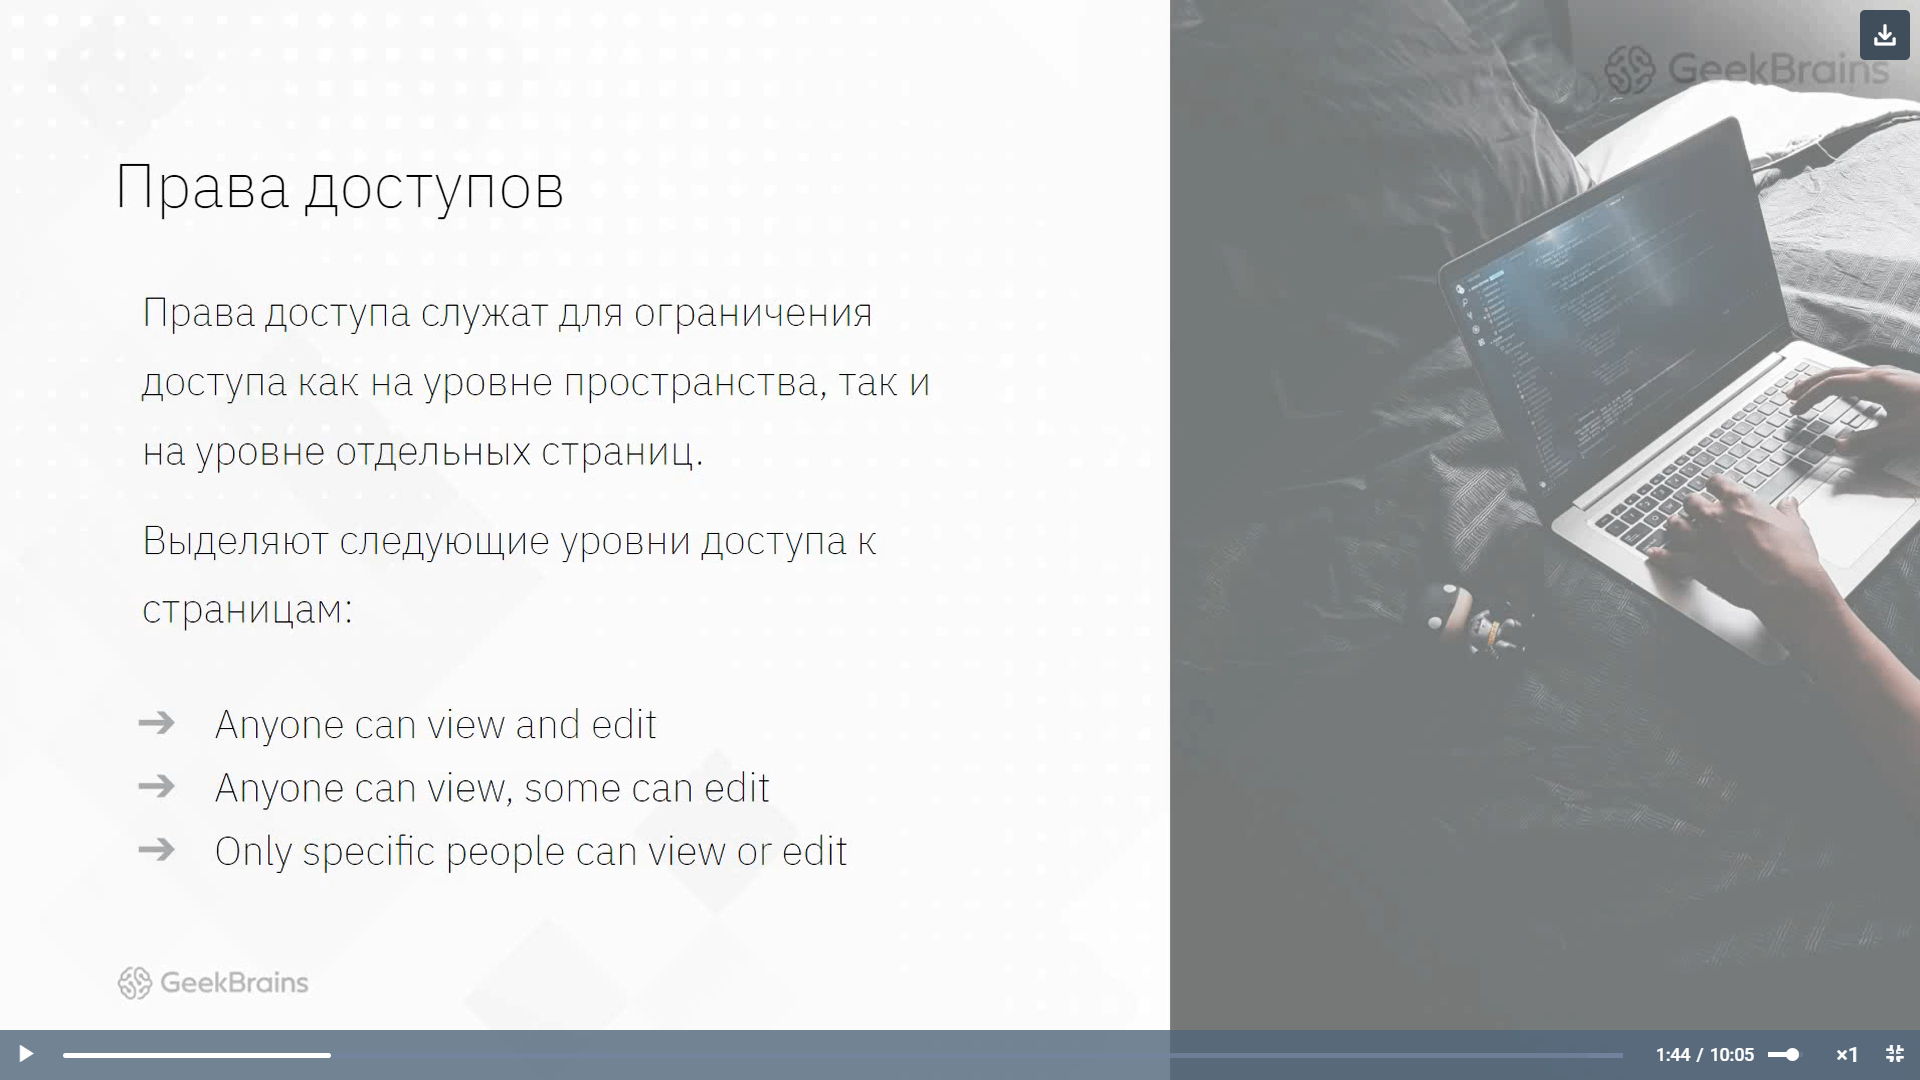 GeekBrains
Права доступов
Права доступа служат для ограничения
доступа как на уровне пространства, так и
на уровне отдельных страниц.
Выделяют следующие уровни доступа к
страницам:
➔ Anyone can view and edit
➔ Anyone can view, some can edit
➔ Only specific people can view or edit
GeekBrains
1:44 / 10:05 ×1